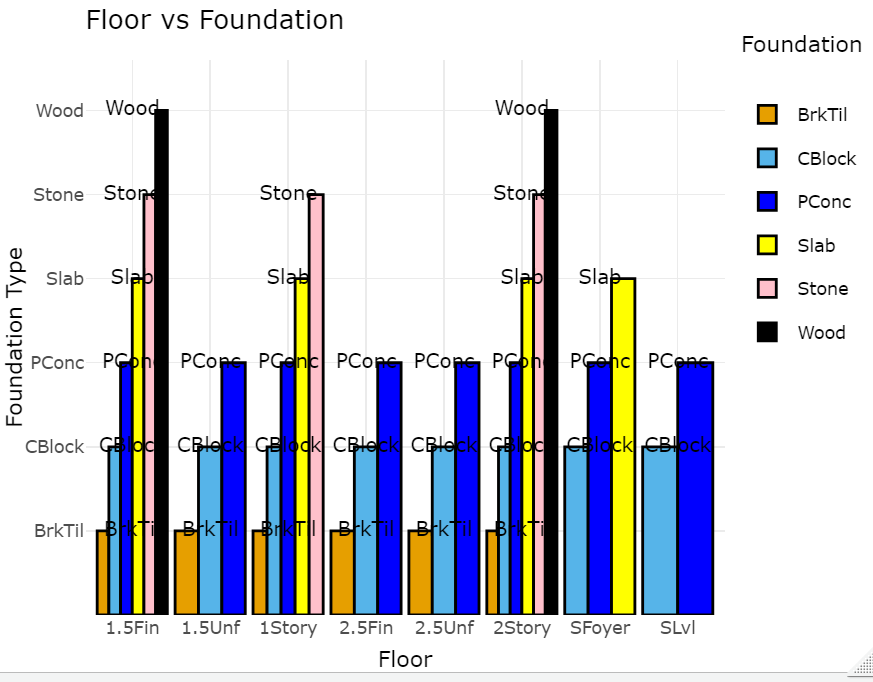 Floor vs Foundation
Foundation
BrkTil
CBlock
PConc
Slab
Stone
Wood
Foundation Type
Wood
Stone
Slab
PConc
CBlock
BrkTil
Wood Wood
Stone Stone Stone
Slab Slab Slab Slab
PConc PConc PConc PConc PConc PConc PConc PConc
CBlock CBlock CBlock CBlock CBlock CBlock CBlock CBlock
BrkTil BrkTil BrkTil BrkTil BrkTil BrkTil
1.5Fin 1.5Unf 1Story 2.5Fin 2.5Unf 2Story SFoyer SLvl
Floor